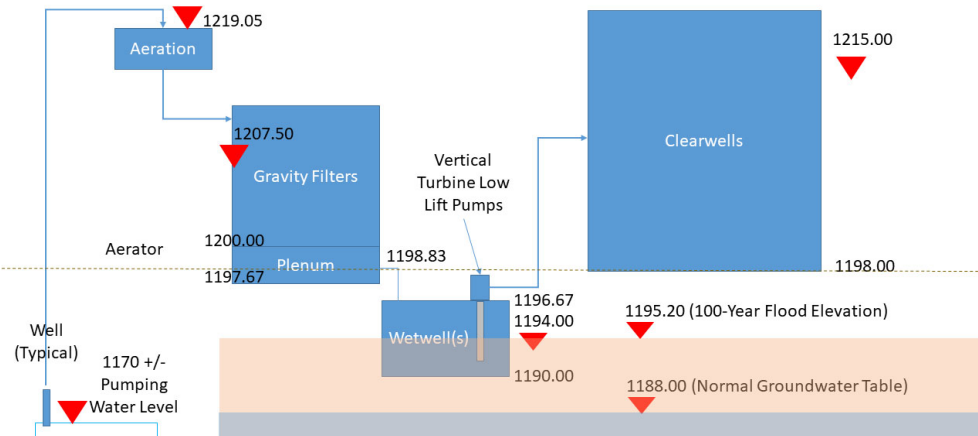 1219.05
Aeration
1215.00
1207.50
Gravity Filters
Clearwells
Vertical
Turbine Low
Lift Pumps
Aerator
1200.00
Plenum
1198.83
1197.67
1198.00
1196.67
1194.00
Wetwell(s)
1190.00
1195.20 (100-Year Flood Elevation)
Well
(Typical)
1170 +/-
Pumping
Water Level
1188.00 (Normal Groundwater Table)